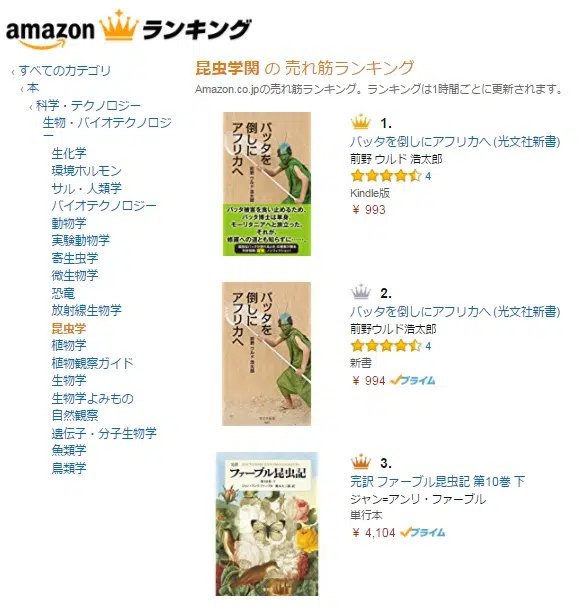 amazon ランキング
‹ すべてのカテゴリ
‹ 本
‹ 科学・テクノロジー
生物・バイオテクノロジ
ー
生化学
環境ホルモン
サル・人類学
バイオテクノロジー
動物学
実験動物学
寄生虫学
微生物学
恐竜
放射線生物学
昆虫学
植物学
植物観察ガイド
生物学
生物学よみもの
自然観察
遺伝子・分子生物学
魚類学
鳥類学
昆虫学関 の 売れ筋ランキング
Amazon.co.jpの売れ筋ランキング。ランキングは1時間ごとに更新されます。
バッタを
倒しに
アフリカへ
前野 ウルド 浩太郎
バッタ被害を食い止めるため、
バッタ博士は単身、
モーリタニアへと旅立った。
それが、
修羅への道とも知らずに……。
1.
バッタを倒しにアフリカへ (光文社新書)
前野 ウルド 浩太郎
4
Kindle版
￥ 993
バッタを
倒しに
アフリカへ
前野 ウルド 浩太郎
2.
バッタを倒しにアフリカへ (光文社新書)
前野ウルド浩太郎
4
新書
￥ 994 プライム
完訳
ファーブル昆虫記
3.
完訳 ファーブル昆虫記 第10巻 下
ジャン=アンリ・ファーブル
単行本
￥ 4,104 プライム